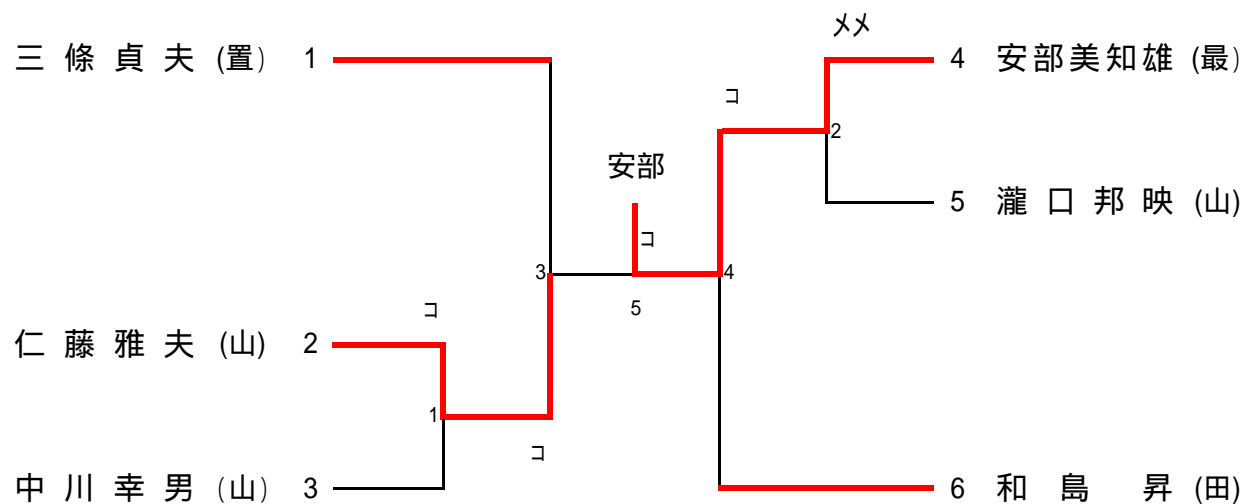 メメ
三條貞夫 (置) 1
4 安部美知雄 (最)
コ
2
安部
5 瀧口邦映 (山)
コ
3
4
コ
5
仁藤雅夫 (山) 2
1
コ
中川幸男 (山) 3
6 和島 昇 (田)